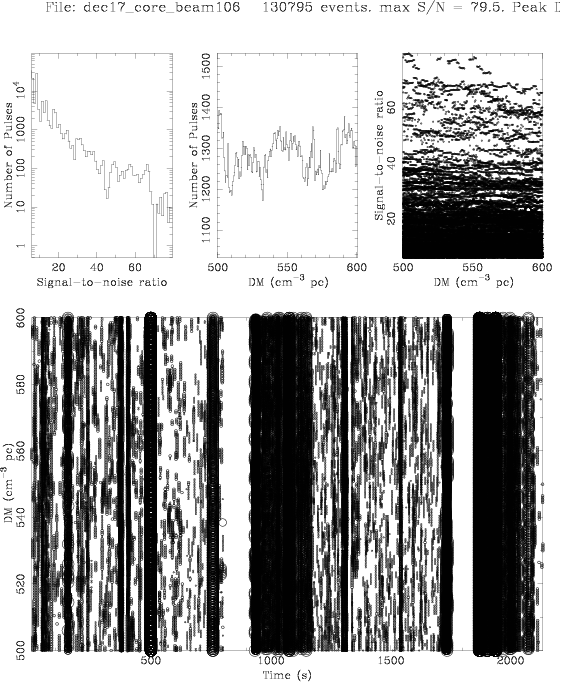 File: dec17_core_beam106 130795 events. max S/N = 79.5. Peak
Number of Pulses
10⁴
1000
100
10
1
20 40 60
Signal−to−noise ratio
Number of Pulses
1500
1400
1300
1200
1100
500 550 600
DM (cm⁻³ pc)
Signal−to−noise ratio
60
40
20
500 550 600
DM (cm⁻³ pc)
DM (cm⁻³ pc)
600
580
560
540
520
500
500 1000 1500 2000
Time (s)